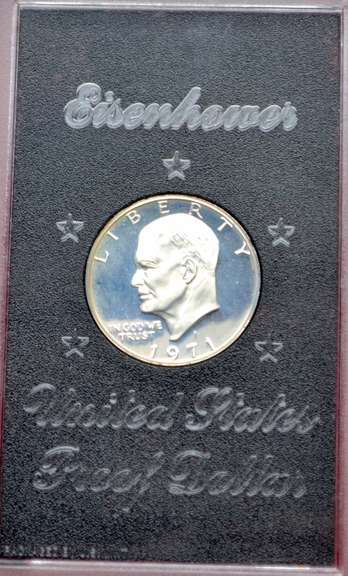 Eisenhower
LIBERTY
IN GOD WE
TRUST
1971
United States
Proof Dollar